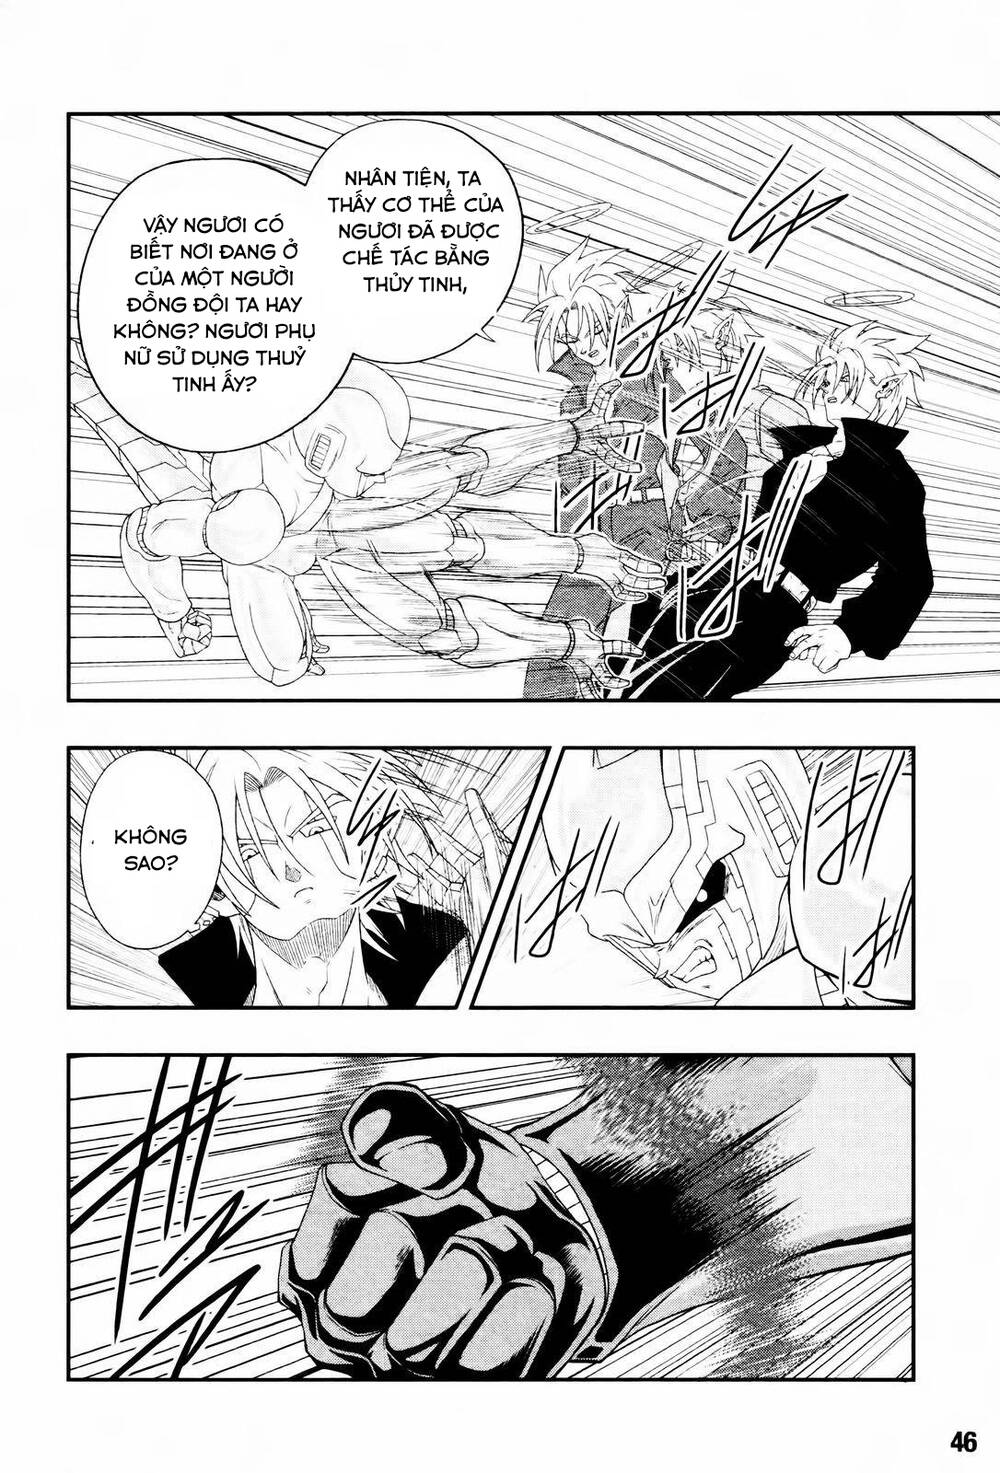 NHÂN TIỆN, TA
THẤY CƠ THỂ CỦA
NGƯƠI ĐÃ ĐƯỢC
CHẾ TÁC BẰNG
THỦY TINH,
VẬY NGƯƠI CÓ
BIẾT NƠI ĐANG Ở
CỦA MỘT NGƯỜI
ĐỒNG ĐỘI TA HAY
KHÔNG? NGƯƠI PHỤ
NỮ SỬ DỤNG THUỶ
TINH ẤY?
KHÔNG
SAO?
46